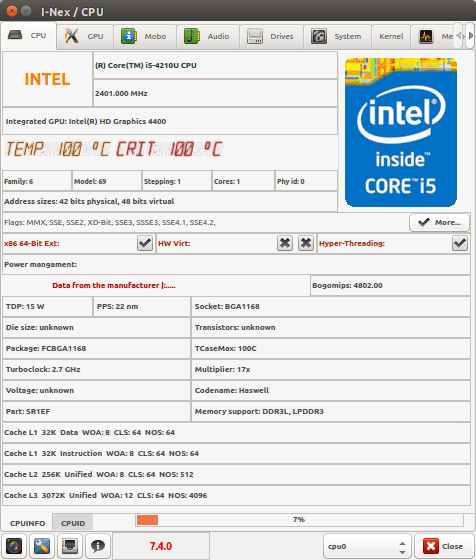 I-Nex / CPU
CPU GPU Mobo Audio Drives System Kernel
INTEL
(R) Core(TM) i5-4210U CPU
2401.000 MHz
Integrated GPU: Intel(R) HD Graphics 4400
TEMP: 100 °C CRIT: 100 °C
intel
inside™
CORE™ i5
Family: 6 Model: 69 Stepping: 1 Cores: 1 Phy id: 0
Address sizes: 42 bits physical, 48 bits virtual
Flags: MMX, SSE, SSE2, XD-Bit, SSE3, SSSE3, SSE4.1, SSE4.2,
More...
x86 64-Bit Ext: HW Virt: Hyper-Threading:
Power mangament:
Data from the manufacturer |:.....
Bogomips: 4802.00
TDP: 15 W PPS: 22 nm Socket: BGA1168
Die size: unknown Transistors: unknown
Package: FCBGA1168 TCaseMax: 100C
Turboclock: 2.7 GHz Multiplier: 17x
Voltage: unknown Codename: Haswell
Part: SR1EF Memory support: DDR3L, LPDDR3
Cache L1 32K Data WOA: 8 CLS: 64 NOS: 64
Cache L1 32K Instruction WOA: 8 CLS: 64 NOS: 64
Cache L2 256K Unified WOA: 8 CLS: 64 NOS: 512
Cache L3 3072K Unified WOA: 12 CLS: 64 NOS: 4096
CPUINFO CPUID 7%
7.4.0 cpu0 Close